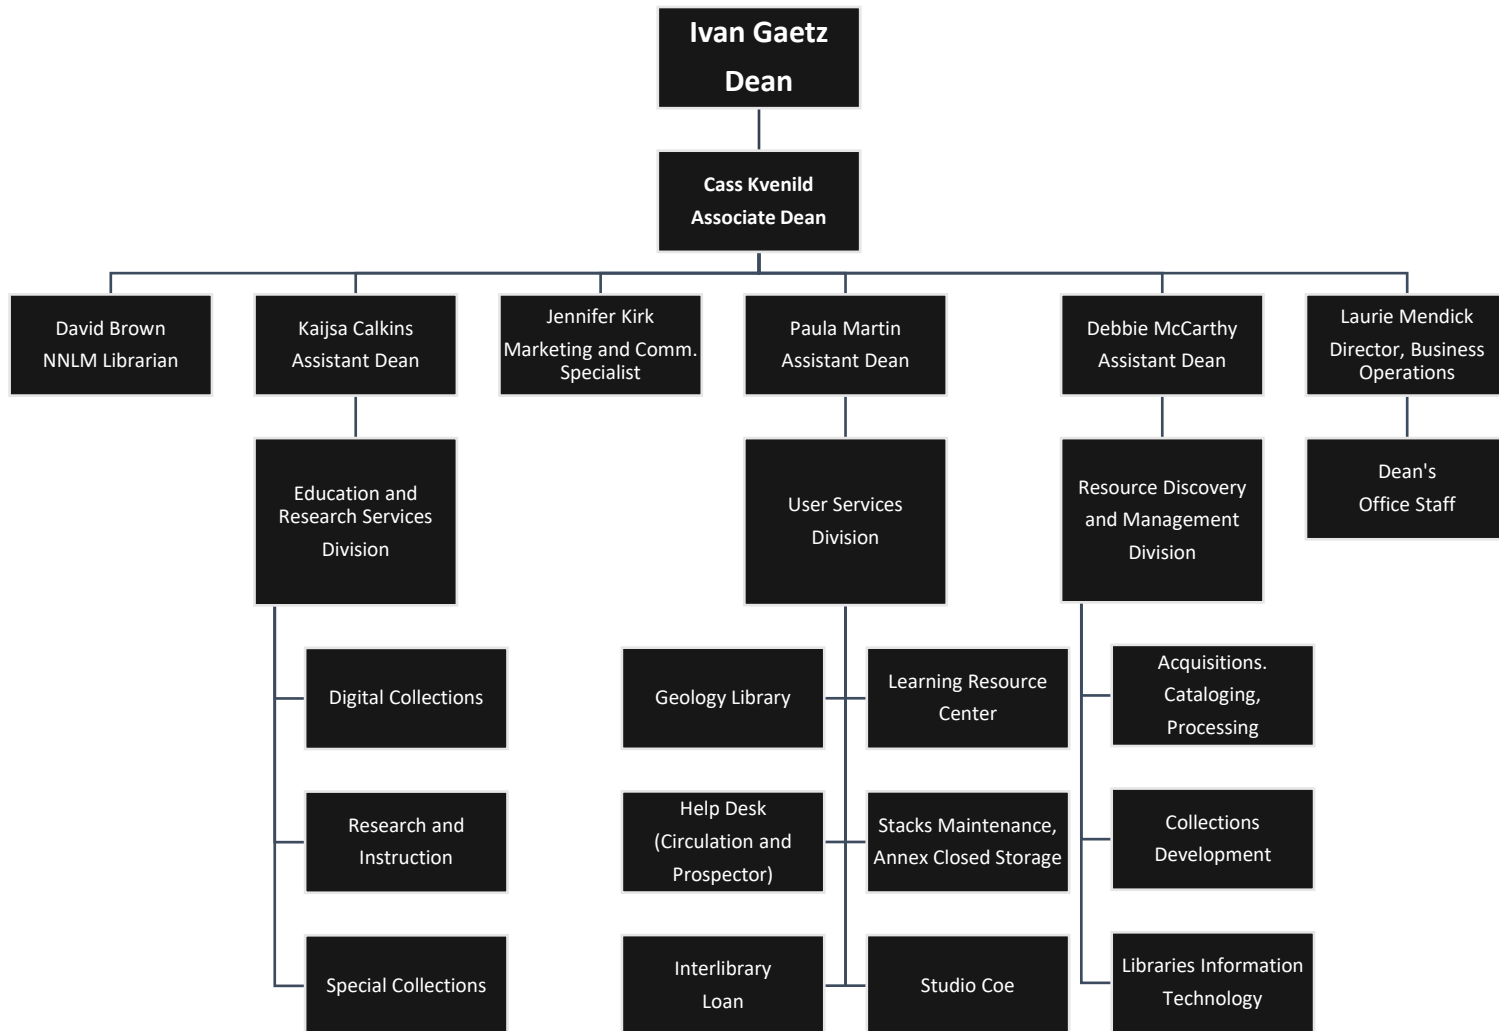 Ivan Gaetz
Dean
Cass Kvenild
Associate Dean
David Brown
NNLM Librarian
Kaijsa Calkins
Assistant Dean
Jennifer Kirk
Marketing and Comm.
Specialist
Paula Martin
Assistant Dean
Debbie McCarthy
Assistant Dean
Laurie Mendick
Director, Business
Operations
Education and
Research Services
Division
User Services
Division
Resource Discovery
and Management
Division
Dean's
Office Staff
Digital Collections
Geology Library
Learning Resource
Center
Acquisitions.
Cataloging,
Processing
Research and
Instruction
Help Desk
(Circulation and
Prospector)
Stacks Maintenance,
Annex Closed Storage
Collections
Development
Special Collections
Interlibrary
Loan
Studio Coe
Libraries Information
Technology